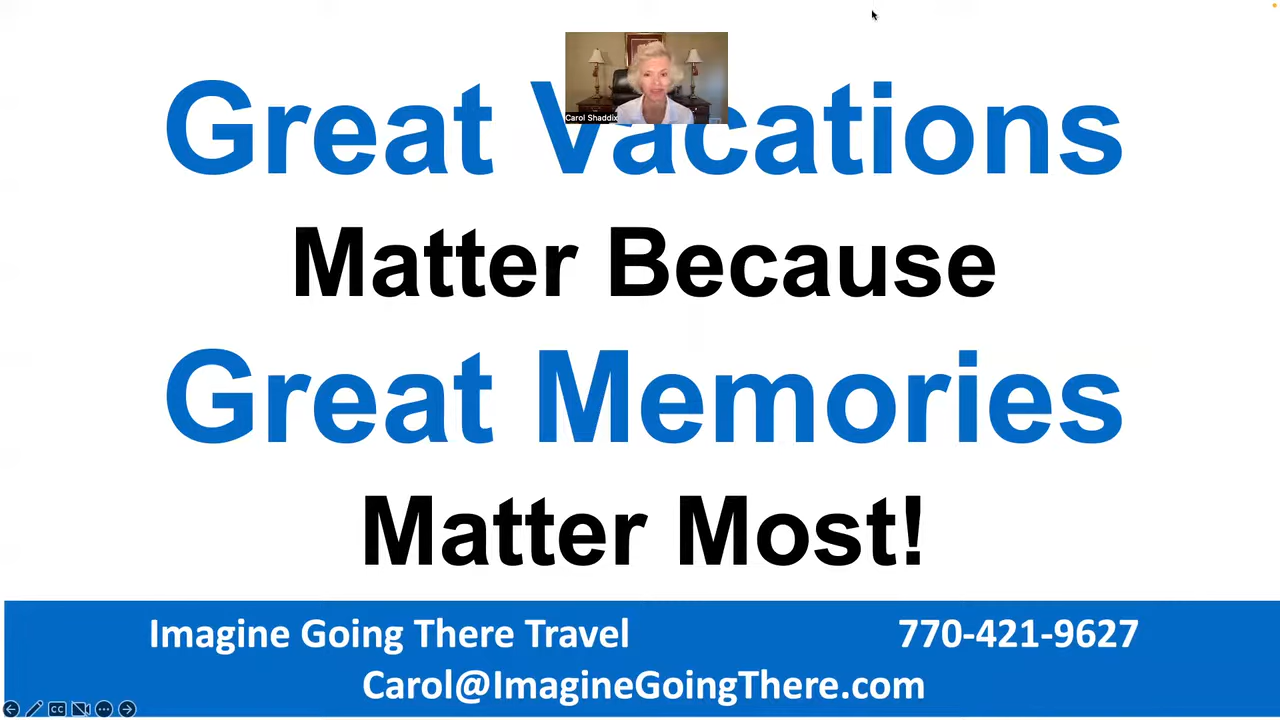 Carol Shaddix
Great Vacations
Matter Because
Great Memories
Matter Most!
Imagine Going There Travel 770-421-9627
Carol@ImagineGoingThere.com
CC